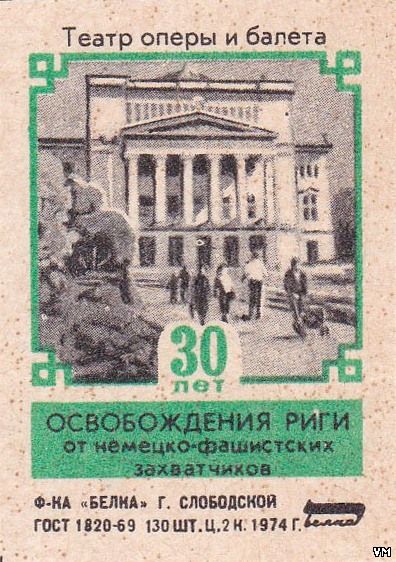 Театр оперы и балета
30
лет
ОСВОБОЖДЕНИЯ РИГИ
от немецко-фашистских
захватчиков
Ф-КА «БЕЛКА» Г. СЛОБОДСКОЙ
ГОСТ 1820-69 130 ШТ. Ц. 2 К. 1974 Г.
белка
VM